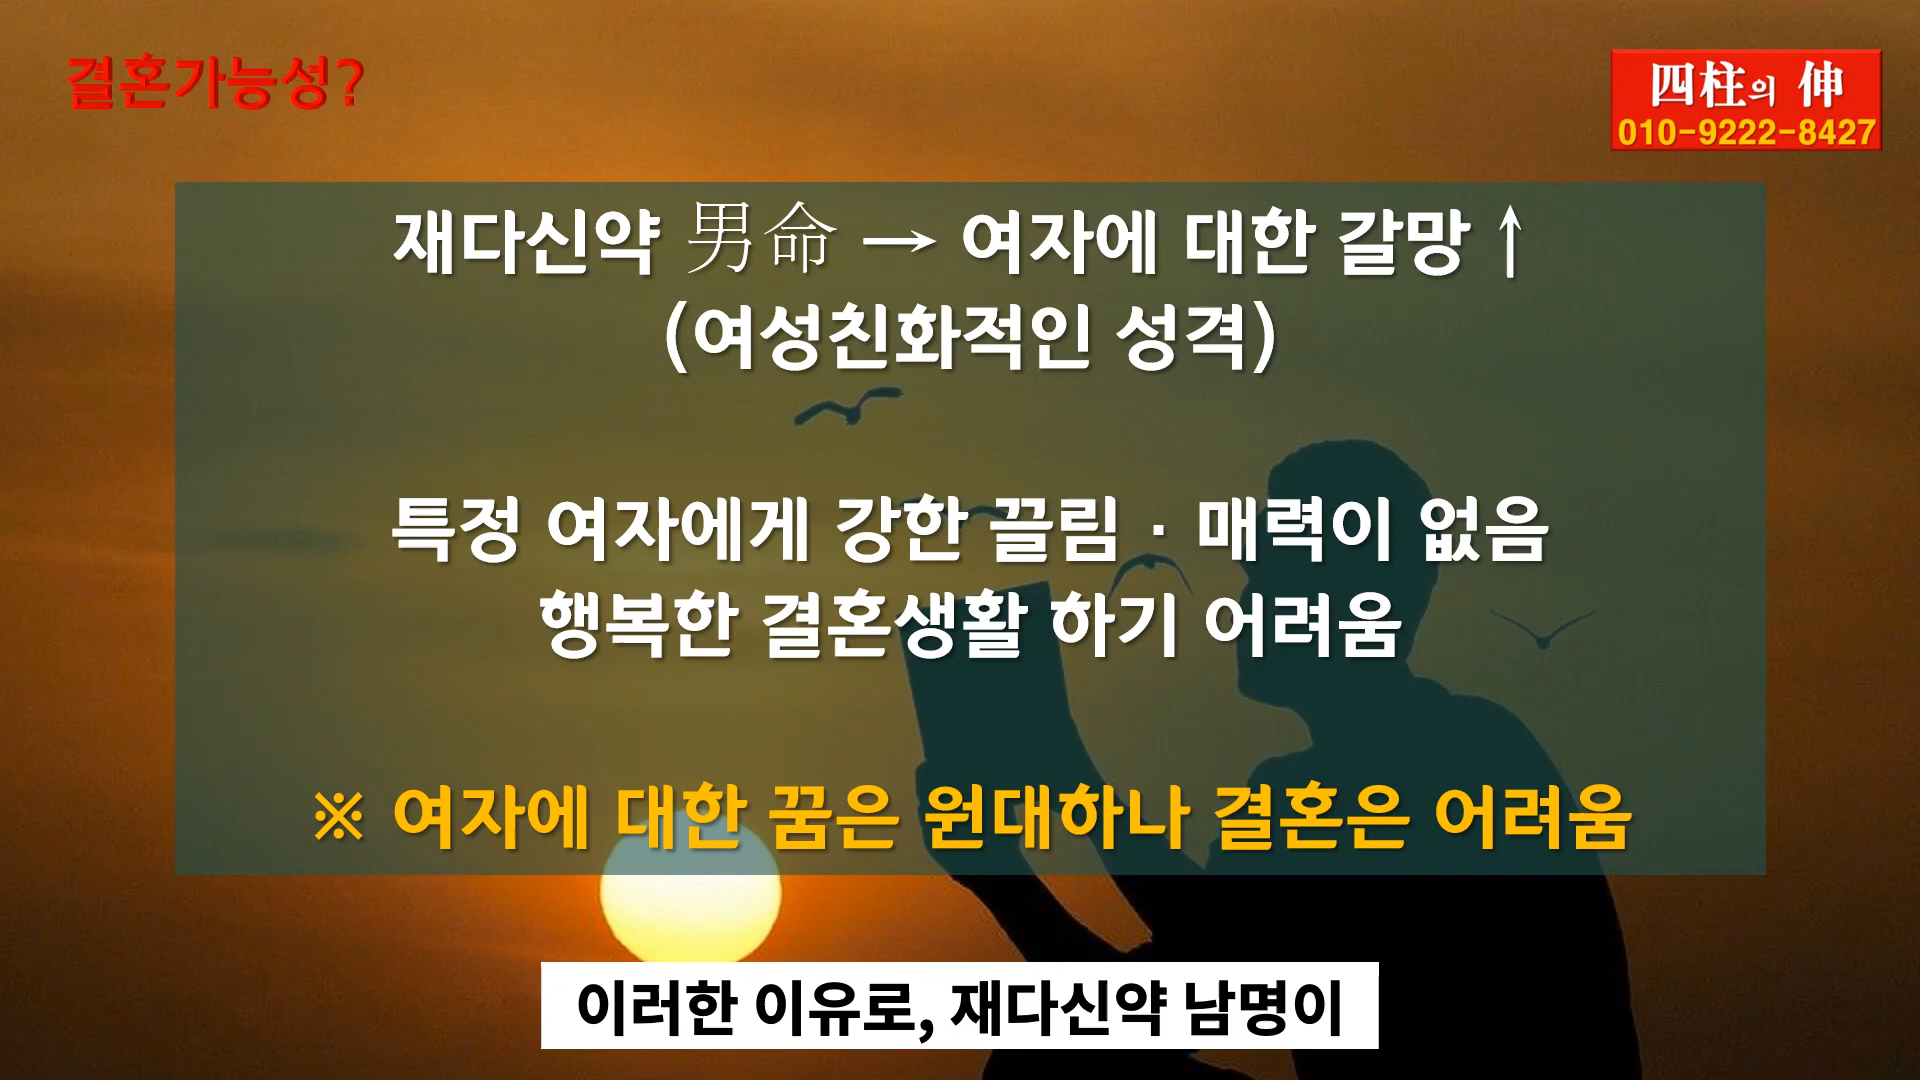 결혼가능성?
四柱의 伸
010-9222-8427
재다신약 男命 → 여자에 대한 갈망↑
(여성친화적인 성격)
특정 여자에게 강한 끌림 · 매력이 없음
행복한 결혼생활 하기 어려움
※ 여자에 대한 꿈은 원대하나 결혼은 어려움
이러한 이유로, 재다신약 남명이